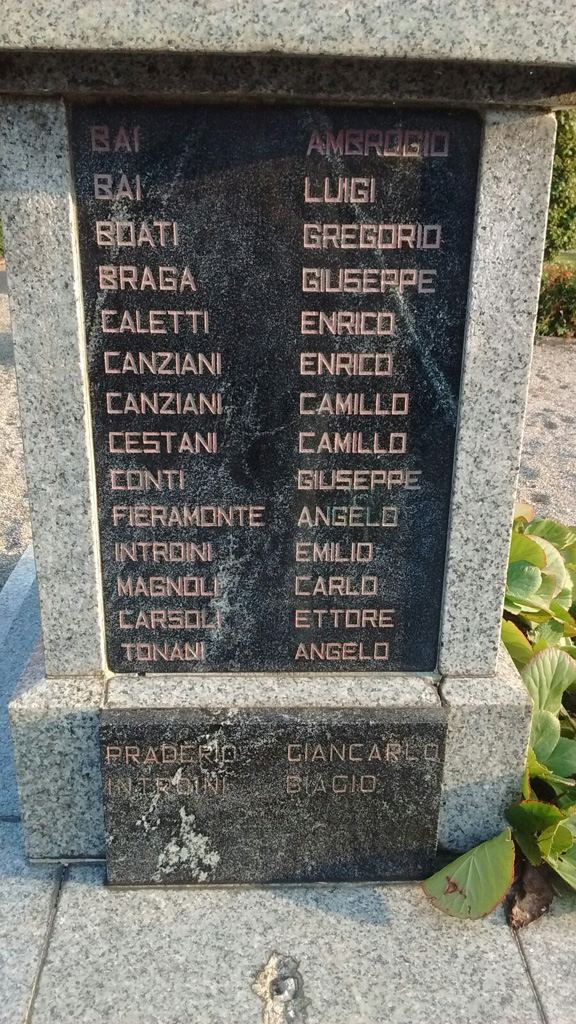 BAI AMBROGIO
BAI LUIGI
BOATI GREGORIO
BRAGA GIUSEPPE
CALETTI ENRICO
CANZIANI ENRICO
CANZIANI CAMILLO
CESTANI CAMILLO
CONTI GIUSEPPE
FIERAMONTE ANGELO
INTROINI EMILIO
MAGNOLI CARLO
CARSOLI ETTORE
TONANI ANGELO
PRADERIO GIANCARLO
INTROINI BIAGIO